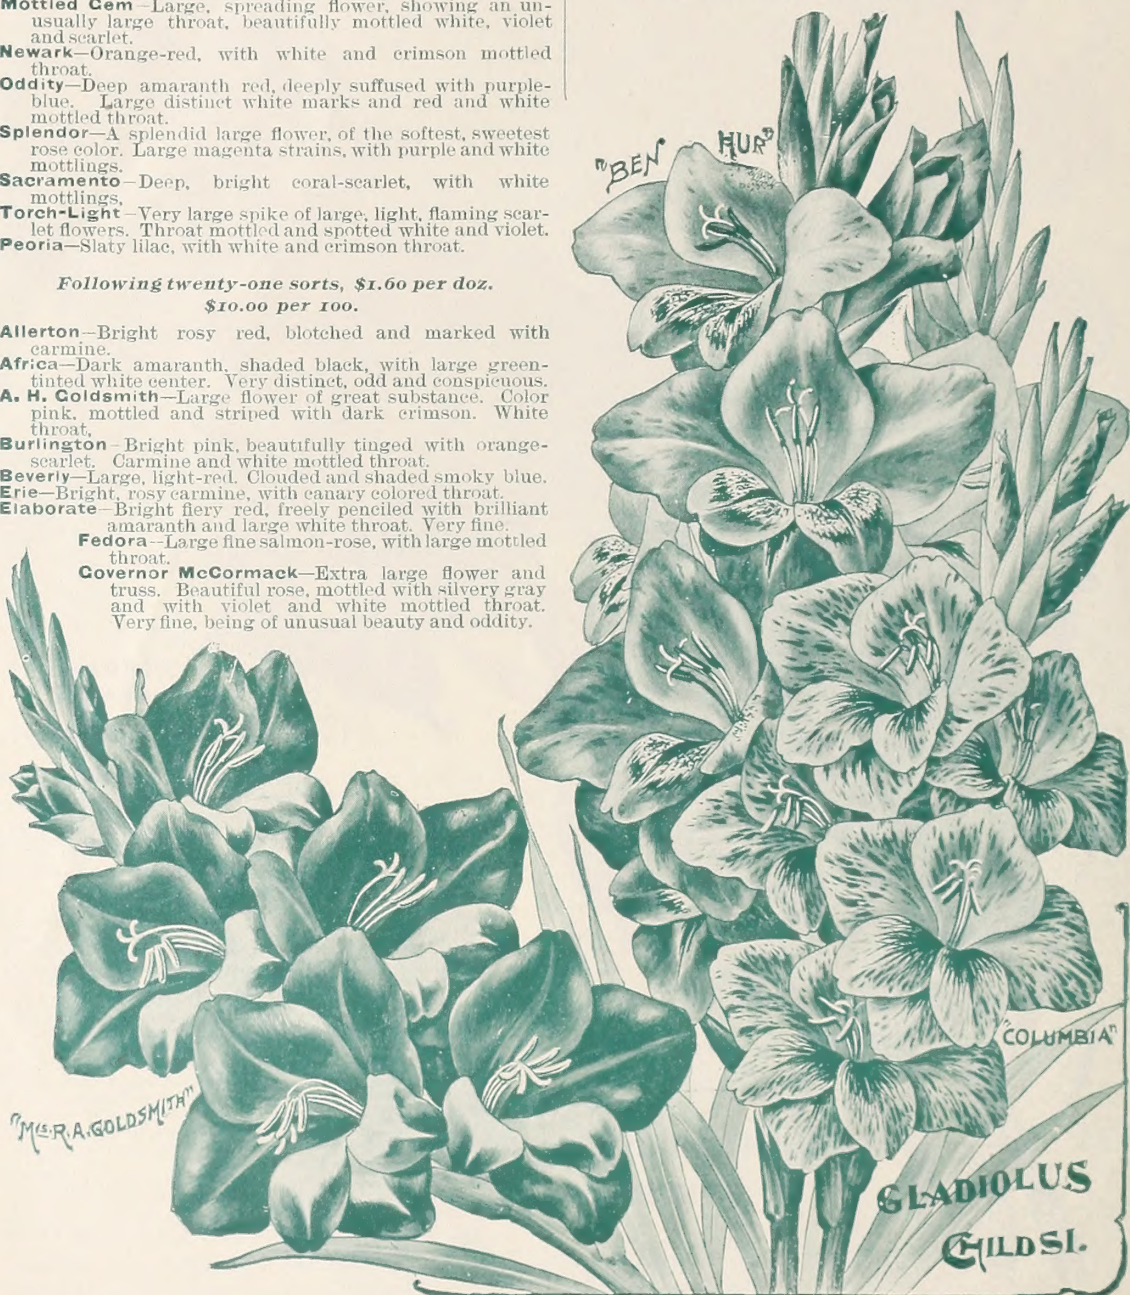 Mottled Gem—Large, spreading flower, showing an un-
usually large throat, beautifully mottled white, violet
and scarlet.
Newark—Orange-red, with white and crimson mottled
throat.
Oddity—Deep amaranth red, deeply suffused with purple-
blue. Large distinct white marks and red and white
mottled throat.
Splendor—A splendid large flower, of the softest, sweetest
rose color. Large magenta strains, with purple and white
mottlings.
Sacramento—Deep, bright coral-scarlet, with white
mottlings,
Torch-Light—Very large spike of large, light, flaming scar-
let flowers. Throat mottled and spotted white and violet.
Peoria—Slaty lilac, with white and crimson throat.
Following twenty-one sorts, $1.60 per doz.
$10.00 per 100.
Allerton—Bright rosy red, blotched and marked with
carmine.
Africa—Dark amaranth, shaded black, with large green-
tinted white center. Very distinct, odd and conspicuous.
A. H. Goldsmith—Large flower of great substance. Color
pink, mottled and striped with dark crimson. White
throat,
Burlington—Bright pink, beautifully tinged with orange-
scarlet. Carmine and white mottled throat.
Beverly—Large, light-red. Clouded and shaded smoky blue.
Erie—Bright, rosy carmine, with canary colored throat.
Elaborate—Bright fiery red, freely penciled with brilliant
amaranth and large white throat. Very fine.
Fedora—Large fine salmon-rose, with large mottled
throat.
Governor McCormack—Extra large flower and
truss. Beautiful rose, mottled with silvery gray
and with violet and white mottled throat.
Very fine, being of unusual beauty and oddity.
"BEN HUR"
"COLUMBIA"
"Mrs. R. A. GOLDSMITH"
GLADIOLUS
CHILDSI.